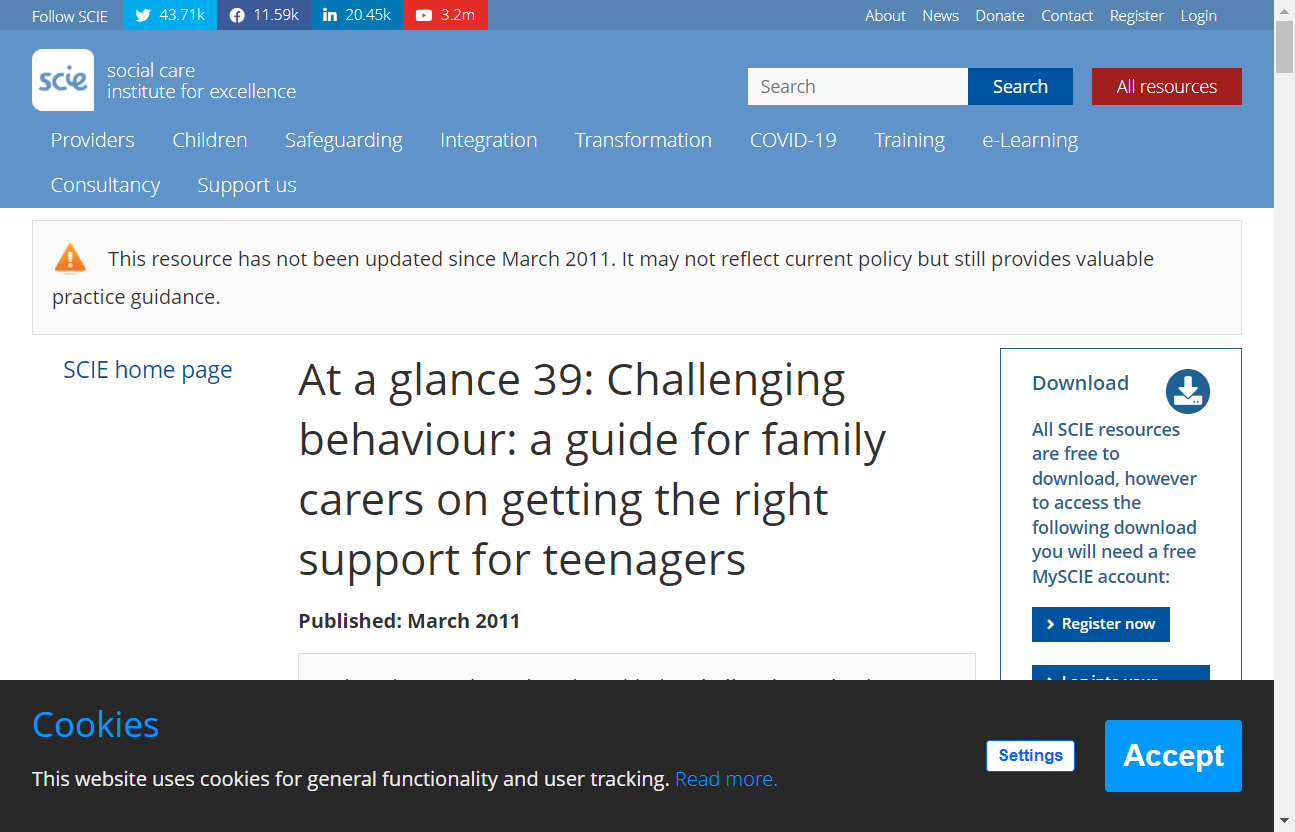 Follow SCIE 43.71k 11.59k 20.45k 3.2m About News Donate Contact Register Login
scie social care
institute for excellence
Search Search All resources
Providers Children Safeguarding Integration Transformation COVID-19 Training e-Learning
Consultancy Support us
This resource has not been updated since March 2011. It may not reflect current policy but still provides valuable
practice guidance.
SCIE home page
At a glance 39: Challenging
behaviour: a guide for family
carers on getting the right
support for teenagers
Published: March 2011
Download
All SCIE resources
are free to
download, however
to access the
following download
you will need a free
MySCIE account:
Register now
Cookies
This website uses cookies for general functionality and user tracking. Read more.
Settings
Accept